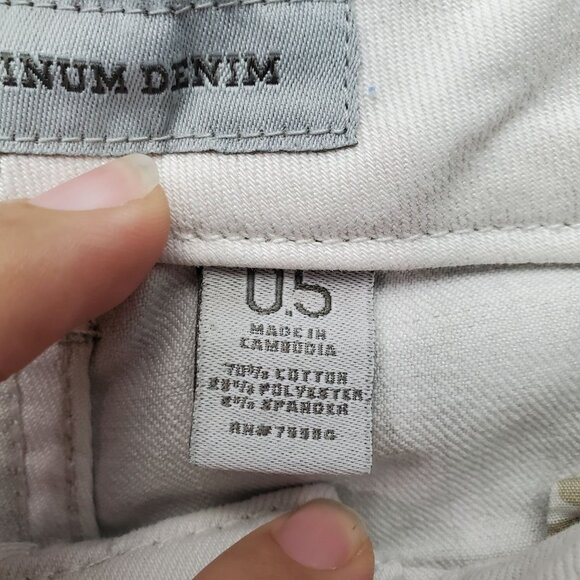 INUM DENIM
0.5
MADE IN
CAMBODIA
70% COTTON
28% POLYESTER
2% SPANDEX